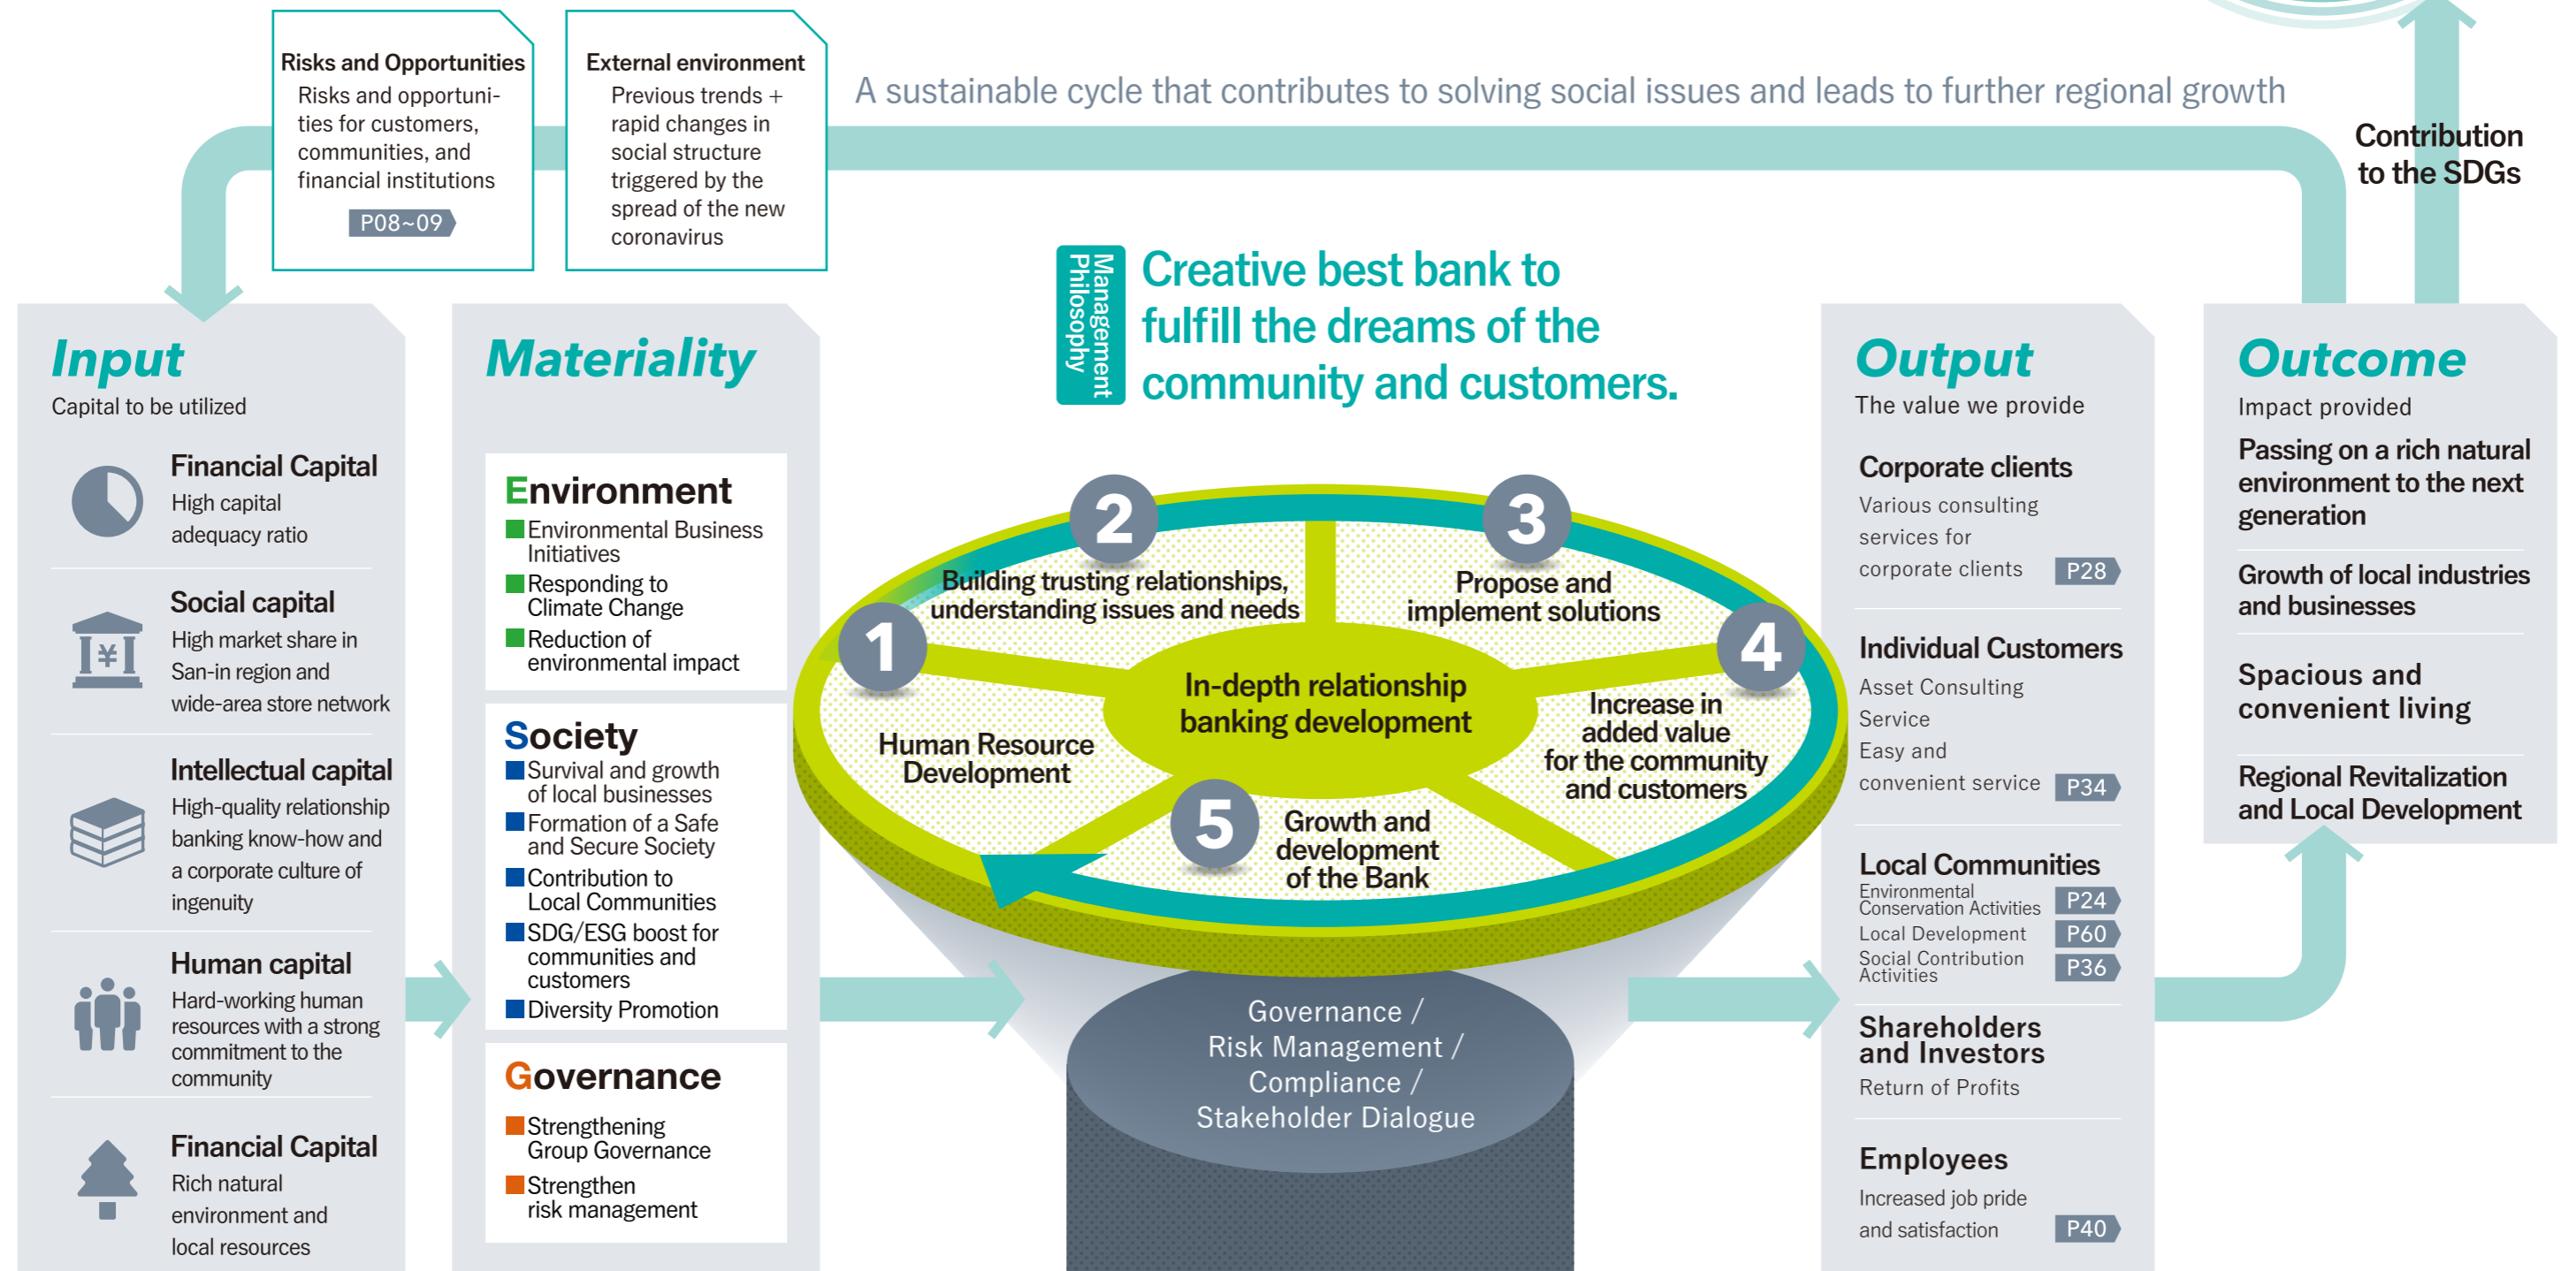 Risks and Opportunities
Risks and opportuni-
ties for customers,
communities, and
financial institutions
P08~09
External environment
Previous trends +
rapid changes in
social structure
triggered by the
spread of the new
coronavirus
A sustainable cycle that contributes to solving social issues and leads to further regional growth
Contribution
to the SDGs
Management
Philosophy
Creative best bank to
fulfill the dreams of the
community and customers.
Input
Capital to be utilized
Financial Capital
High capital
adequacy ratio
Social capital
High market share in
San-in region and
wide-area store network
¥
Intellectual capital
High-quality relationship
banking know-how and
a corporate culture of
ingenuity
Human capital
Hard-working human
resources with a strong
commitment to the
community
Financial Capital
Rich natural
environment and
local resources
Materiality
Environment
Environmental Business
Initiatives
Responding to
Climate Change
Reduction of
environmental impact
Society
Survival and growth
of local businesses
Formation of a Safe
and Secure Society
Contribution to
Local Communities
SDG/ESG boost for
communities and
customers
Diversity Promotion
Governance
Strengthening
Group Governance
Strengthen
risk management
1
Human Resource
Development
2
Building trusting relationships,
understanding issues and needs
3
Propose and
implement solutions
4
Increase in
added value
for the community
and customers
5
Growth and
development
of the Bank
In-depth relationship
banking development
Governance /
Risk Management /
Compliance /
Stakeholder Dialogue
Output
The value we provide
Corporate clients
Various consulting
services for
corporate clients P28
Individual Customers
Asset Consulting
Service
Easy and
convenient service P34
Local Communities
Environmental
Conservation Activities P24
Local Development P60
Social Contribution
Activities P36
Shareholders
and Investors
Return of Profits
Employees
Increased job pride
and satisfaction P40
Outcome
Impact provided
Passing on a rich natural
environment to the next
generation
Growth of local industries
and businesses
Spacious and
convenient living
Regional Revitalization
and Local Development